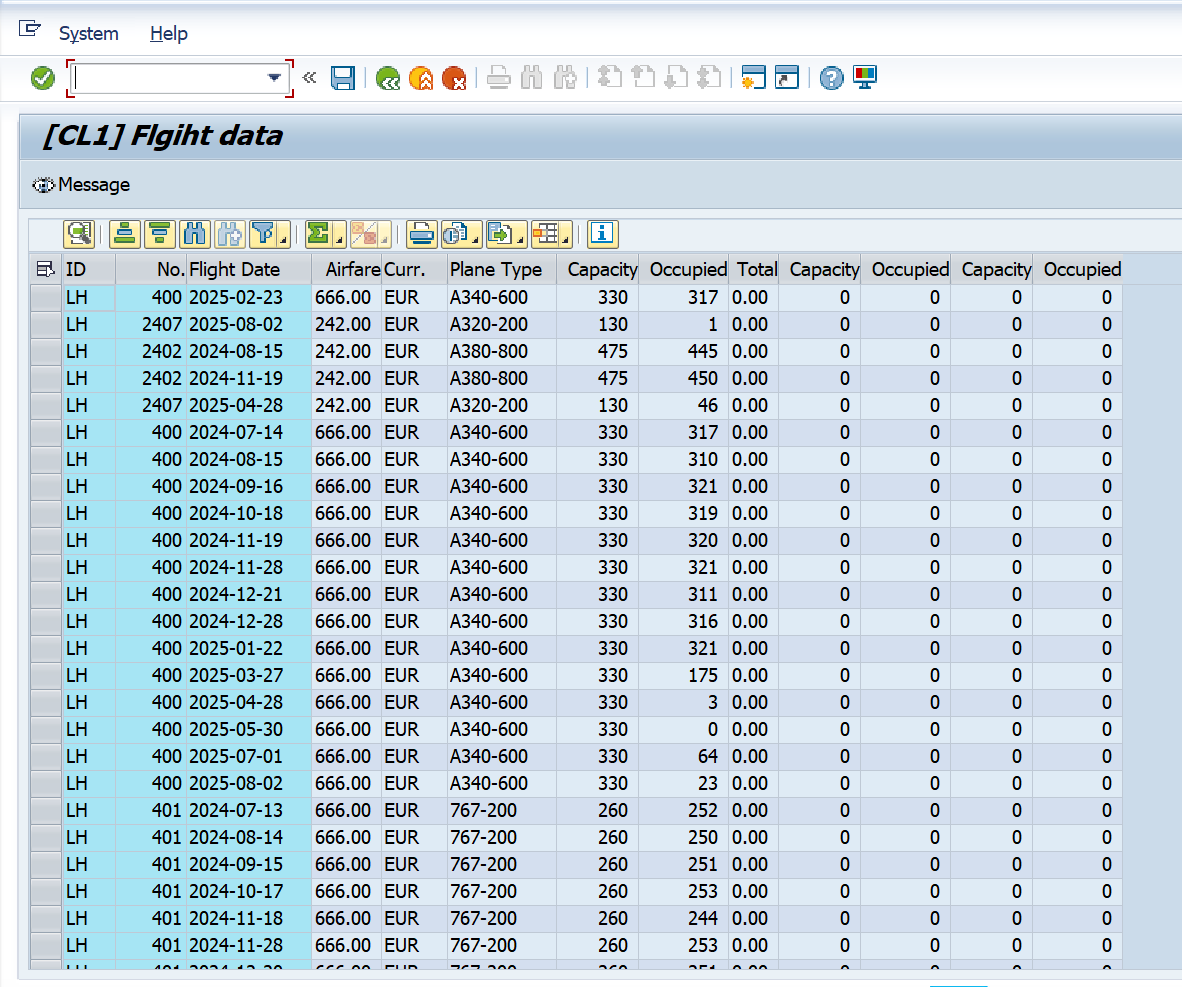 System Help
[CL1] Flgiht data
Message
ID No. Flight Date Airfare Curr. Plane Type Capacity Occupied Total Capacity Occupied Capacity Occupied
LH 400 2025-02-23 666.00 EUR A340-600 330 317 0.00 0 0 0 0
LH 2407 2025-08-02 242.00 EUR A320-200 130 1 0.00 0 0 0 0
LH 2402 2024-08-15 242.00 EUR A380-800 475 445 0.00 0 0 0 0
LH 2402 2024-11-19 242.00 EUR A380-800 475 450 0.00 0 0 0 0
LH 2407 2025-04-28 242.00 EUR A320-200 130 46 0.00 0 0 0 0
LH 400 2024-07-14 666.00 EUR A340-600 330 317 0.00 0 0 0 0
LH 400 2024-08-15 666.00 EUR A340-600 330 310 0.00 0 0 0 0
LH 400 2024-09-16 666.00 EUR A340-600 330 321 0.00 0 0 0 0
LH 400 2024-10-18 666.00 EUR A340-600 330 319 0.00 0 0 0 0
LH 400 2024-11-19 666.00 EUR A340-600 330 320 0.00 0 0 0 0
LH 400 2024-11-28 666.00 EUR A340-600 330 321 0.00 0 0 0 0
LH 400 2024-12-21 666.00 EUR A340-600 330 311 0.00 0 0 0 0
LH 400 2024-12-28 666.00 EUR A340-600 330 316 0.00 0 0 0 0
LH 400 2025-01-22 666.00 EUR A340-600 330 321 0.00 0 0 0 0
LH 400 2025-03-27 666.00 EUR A340-600 330 175 0.00 0 0 0 0
LH 400 2025-04-28 666.00 EUR A340-600 330 3 0.00 0 0 0 0
LH 400 2025-05-30 666.00 EUR A340-600 330 0 0.00 0 0 0 0
LH 400 2025-07-01 666.00 EUR A340-600 330 64 0.00 0 0 0 0
LH 400 2025-08-02 666.00 EUR A340-600 330 23 0.00 0 0 0 0
LH 401 2024-07-13 666.00 EUR 767-200 260 252 0.00 0 0 0 0
LH 401 2024-08-14 666.00 EUR 767-200 260 250 0.00 0 0 0 0
LH 401 2024-09-15 666.00 EUR 767-200 260 251 0.00 0 0 0 0
LH 401 2024-10-17 666.00 EUR 767-200 260 253 0.00 0 0 0 0
LH 401 2024-11-18 666.00 EUR 767-200 260 244 0.00 0 0 0 0
LH 401 2024-11-28 666.00 EUR 767-200 260 253 0.00 0 0 0 0